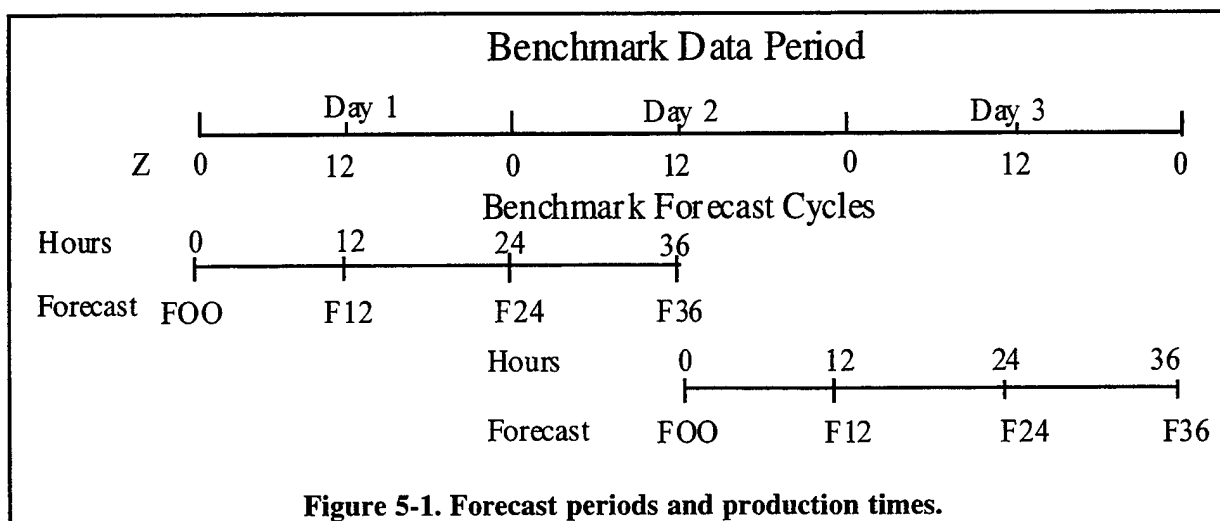 Benchmark Data Period
Day 1 Day 2 Day 3
Z 0 12 0 12 0 12 0
Benchmark Forecast Cycles
Hours 0 12 24 36
Forecast FOO F12 F24 F36
Hours 0 12 24 36
Forecast FOO F12 F24 F36
Figure 5-1. Forecast periods and production times.